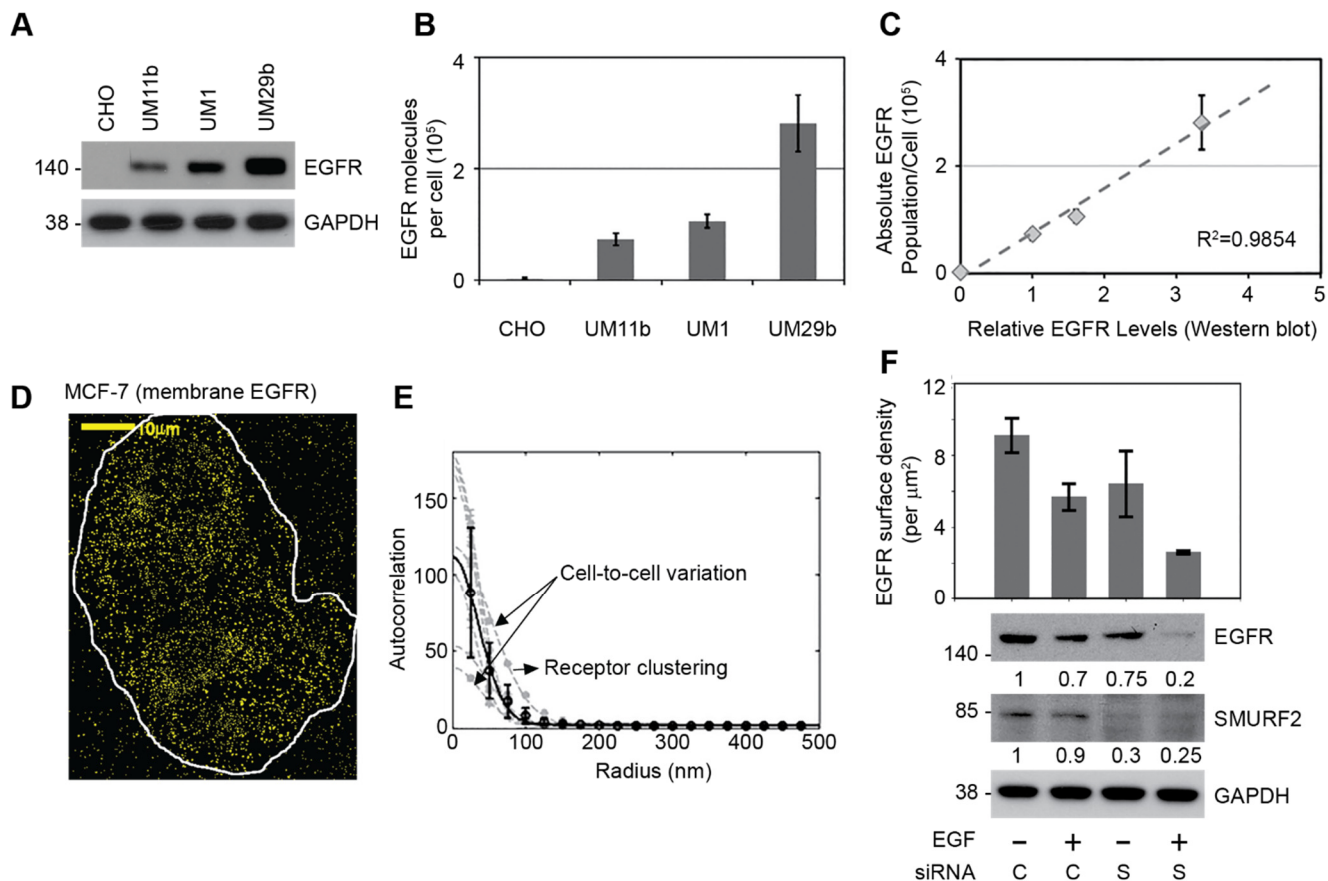 A
CHO
UM11b
UM1
UM29b
140
EGFR
38
GAPDH
B
EGFR molecules
per cell (10⁵)
4
2
0
CHO
UM11b
UM1
UM29b
C
Absolute EGFR
Population/Cell (10⁵)
4
2
0
R²=0.9854
0
1
2
3
4
5
Relative EGFR Levels (Western blot)
D
MCF-7 (membrane EGFR)
10μm
E
Autocorrelation
150
100
50
0
Cell-to-cell variation
Receptor clustering
0
100
200
300
400
500
Radius (nm)
F
EGFR surface density
(per μm²)
12
8
4
0
140
EGFR
1 0.7 0.75 0.2
85
SMURF2
1 0.9 0.3 0.25
38
GAPDH
EGF − + − +
siRNA C C S S